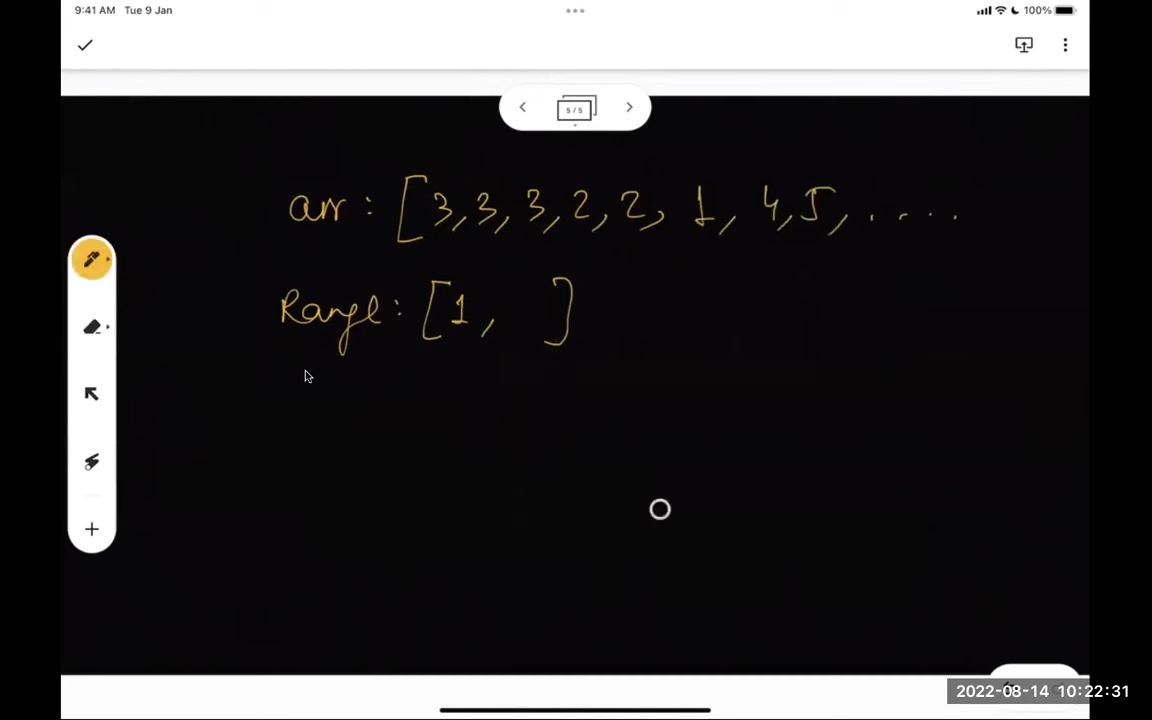 9:41 AM Tue 9 Jan
100%
5 / 5
arr : [3,3,3,2,2, 1, 4,5, . . . .
Range : [1, ]
2022-08-14 10:22:31